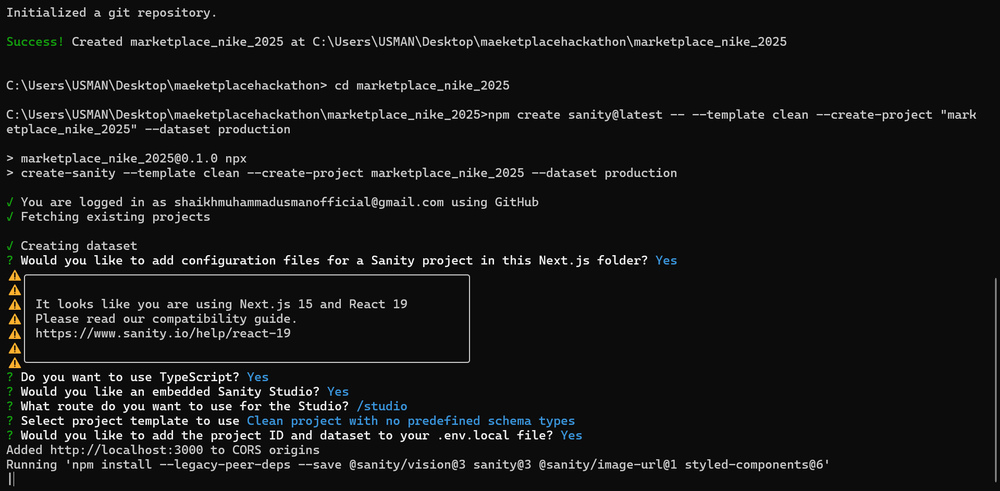 Initialized a git repository.
Success! Created marketplace_nike_2025 at C:\Users\USMAN\Desktop\maeketplacehackathon\marketplace_nike_2025
C:\Users\USMAN\Desktop\maeketplacehackathon> cd marketplace_nike_2025
C:\Users\USMAN\Desktop\maeketplacehackathon\marketplace_nike_2025>npm create sanity@latest -- --template clean --create-project "mark
etplace_nike_2025" --dataset production
> marketplace_nike_2025@0.1.0 npx
> create-sanity --template clean --create-project marketplace_nike_2025 --dataset production
√ You are logged in as shaikhmuhammadusmanofficial@gmail.com using GitHub
√ Fetching existing projects
√ Creating dataset
? Would you like to add configuration files for a Sanity project in this Next.js folder? Yes
It looks like you are using Next.js 15 and React 19
Please read our compatibility guide.
https://www.sanity.io/help/react-19
? Do you want to use TypeScript? Yes
? Would you like an embedded Sanity Studio? Yes
? What route do you want to use for the Studio? /studio
? Select project template to use Clean project with no predefined schema types
? Would you like to add the project ID and dataset to your .env.local file? Yes
Added http://localhost:3000 to CORS origins
Running 'npm install --legacy-peer-deps --save @sanity/vision@3 sanity@3 @sanity/image-url@1 styled-components@6'
|